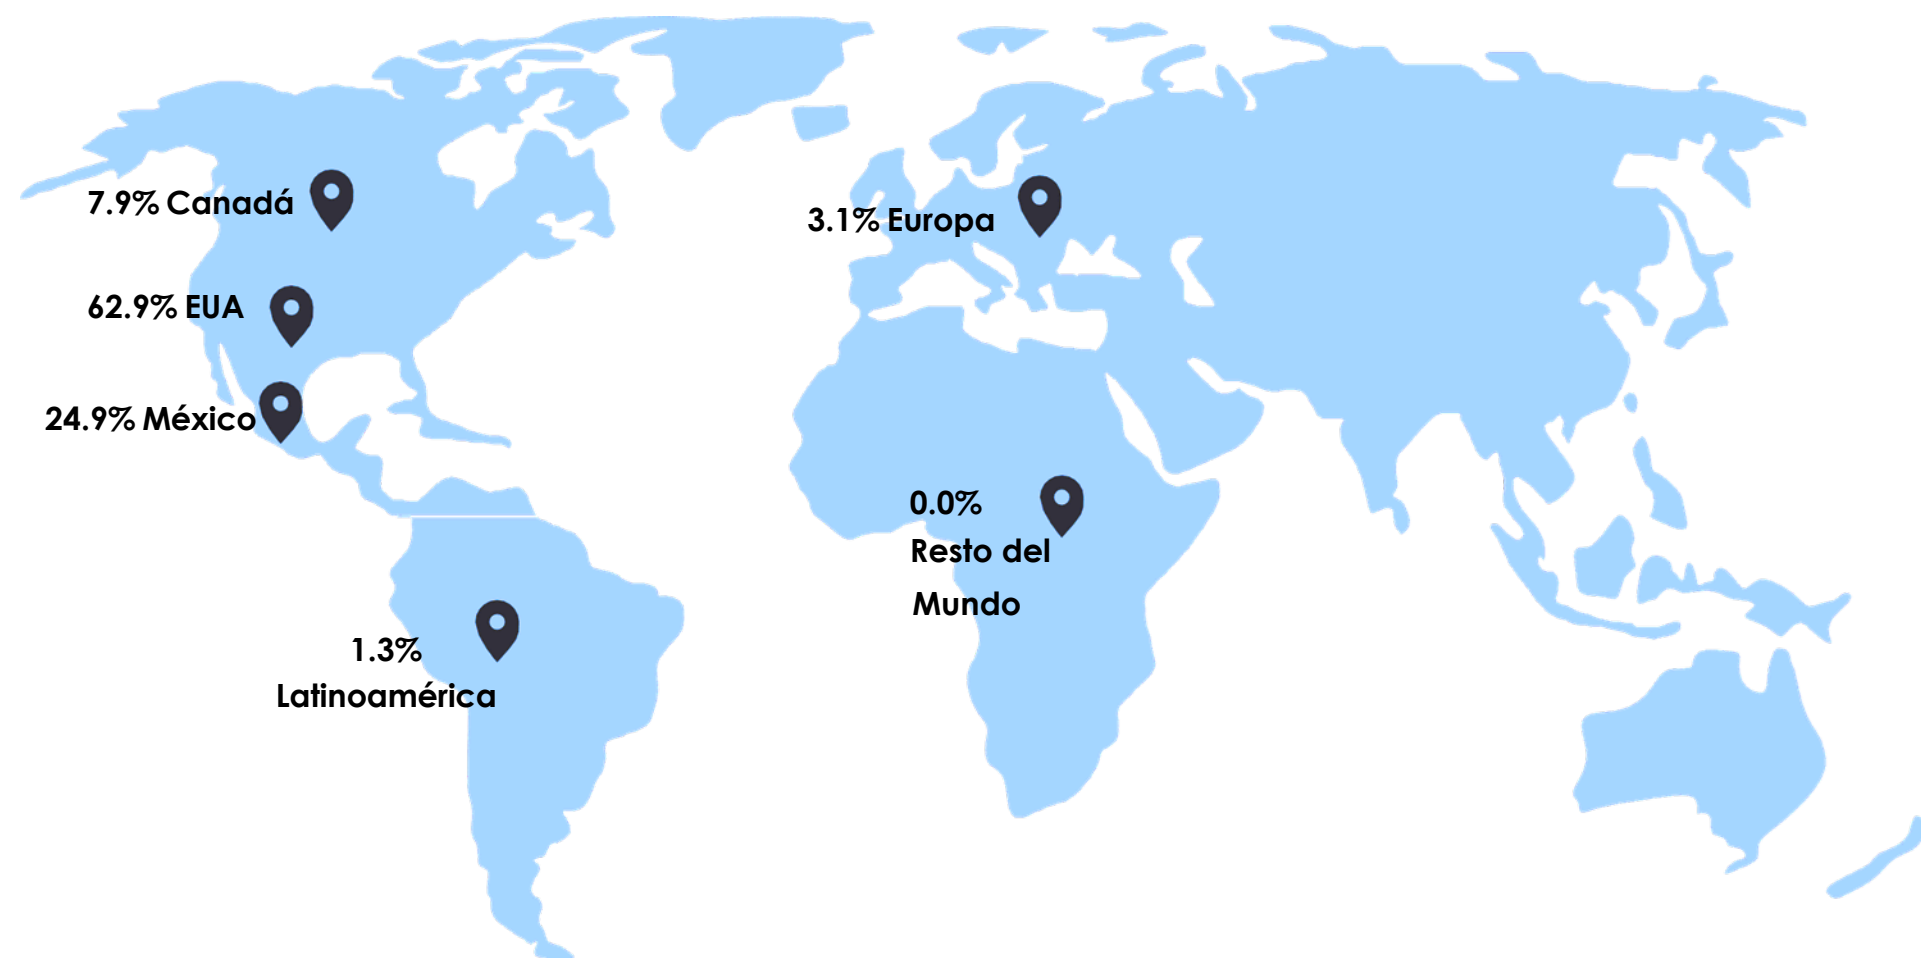 7.9% Canadá
3.1% Europa
62.9% EUA
24.9% México
0.0%
Resto del
Mundo
1.3%
Latinoamérica